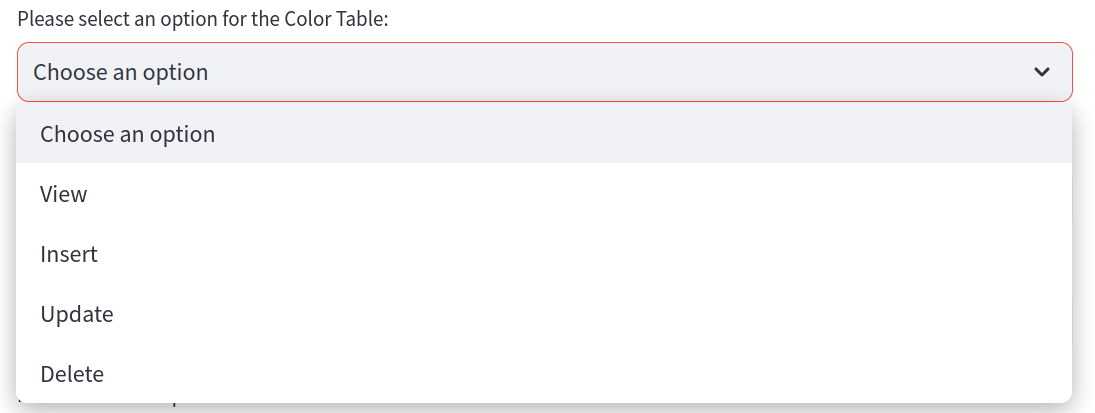 Please select an option for the Color Table:
Choose an option
Choose an option
View
Insert
Update
Delete